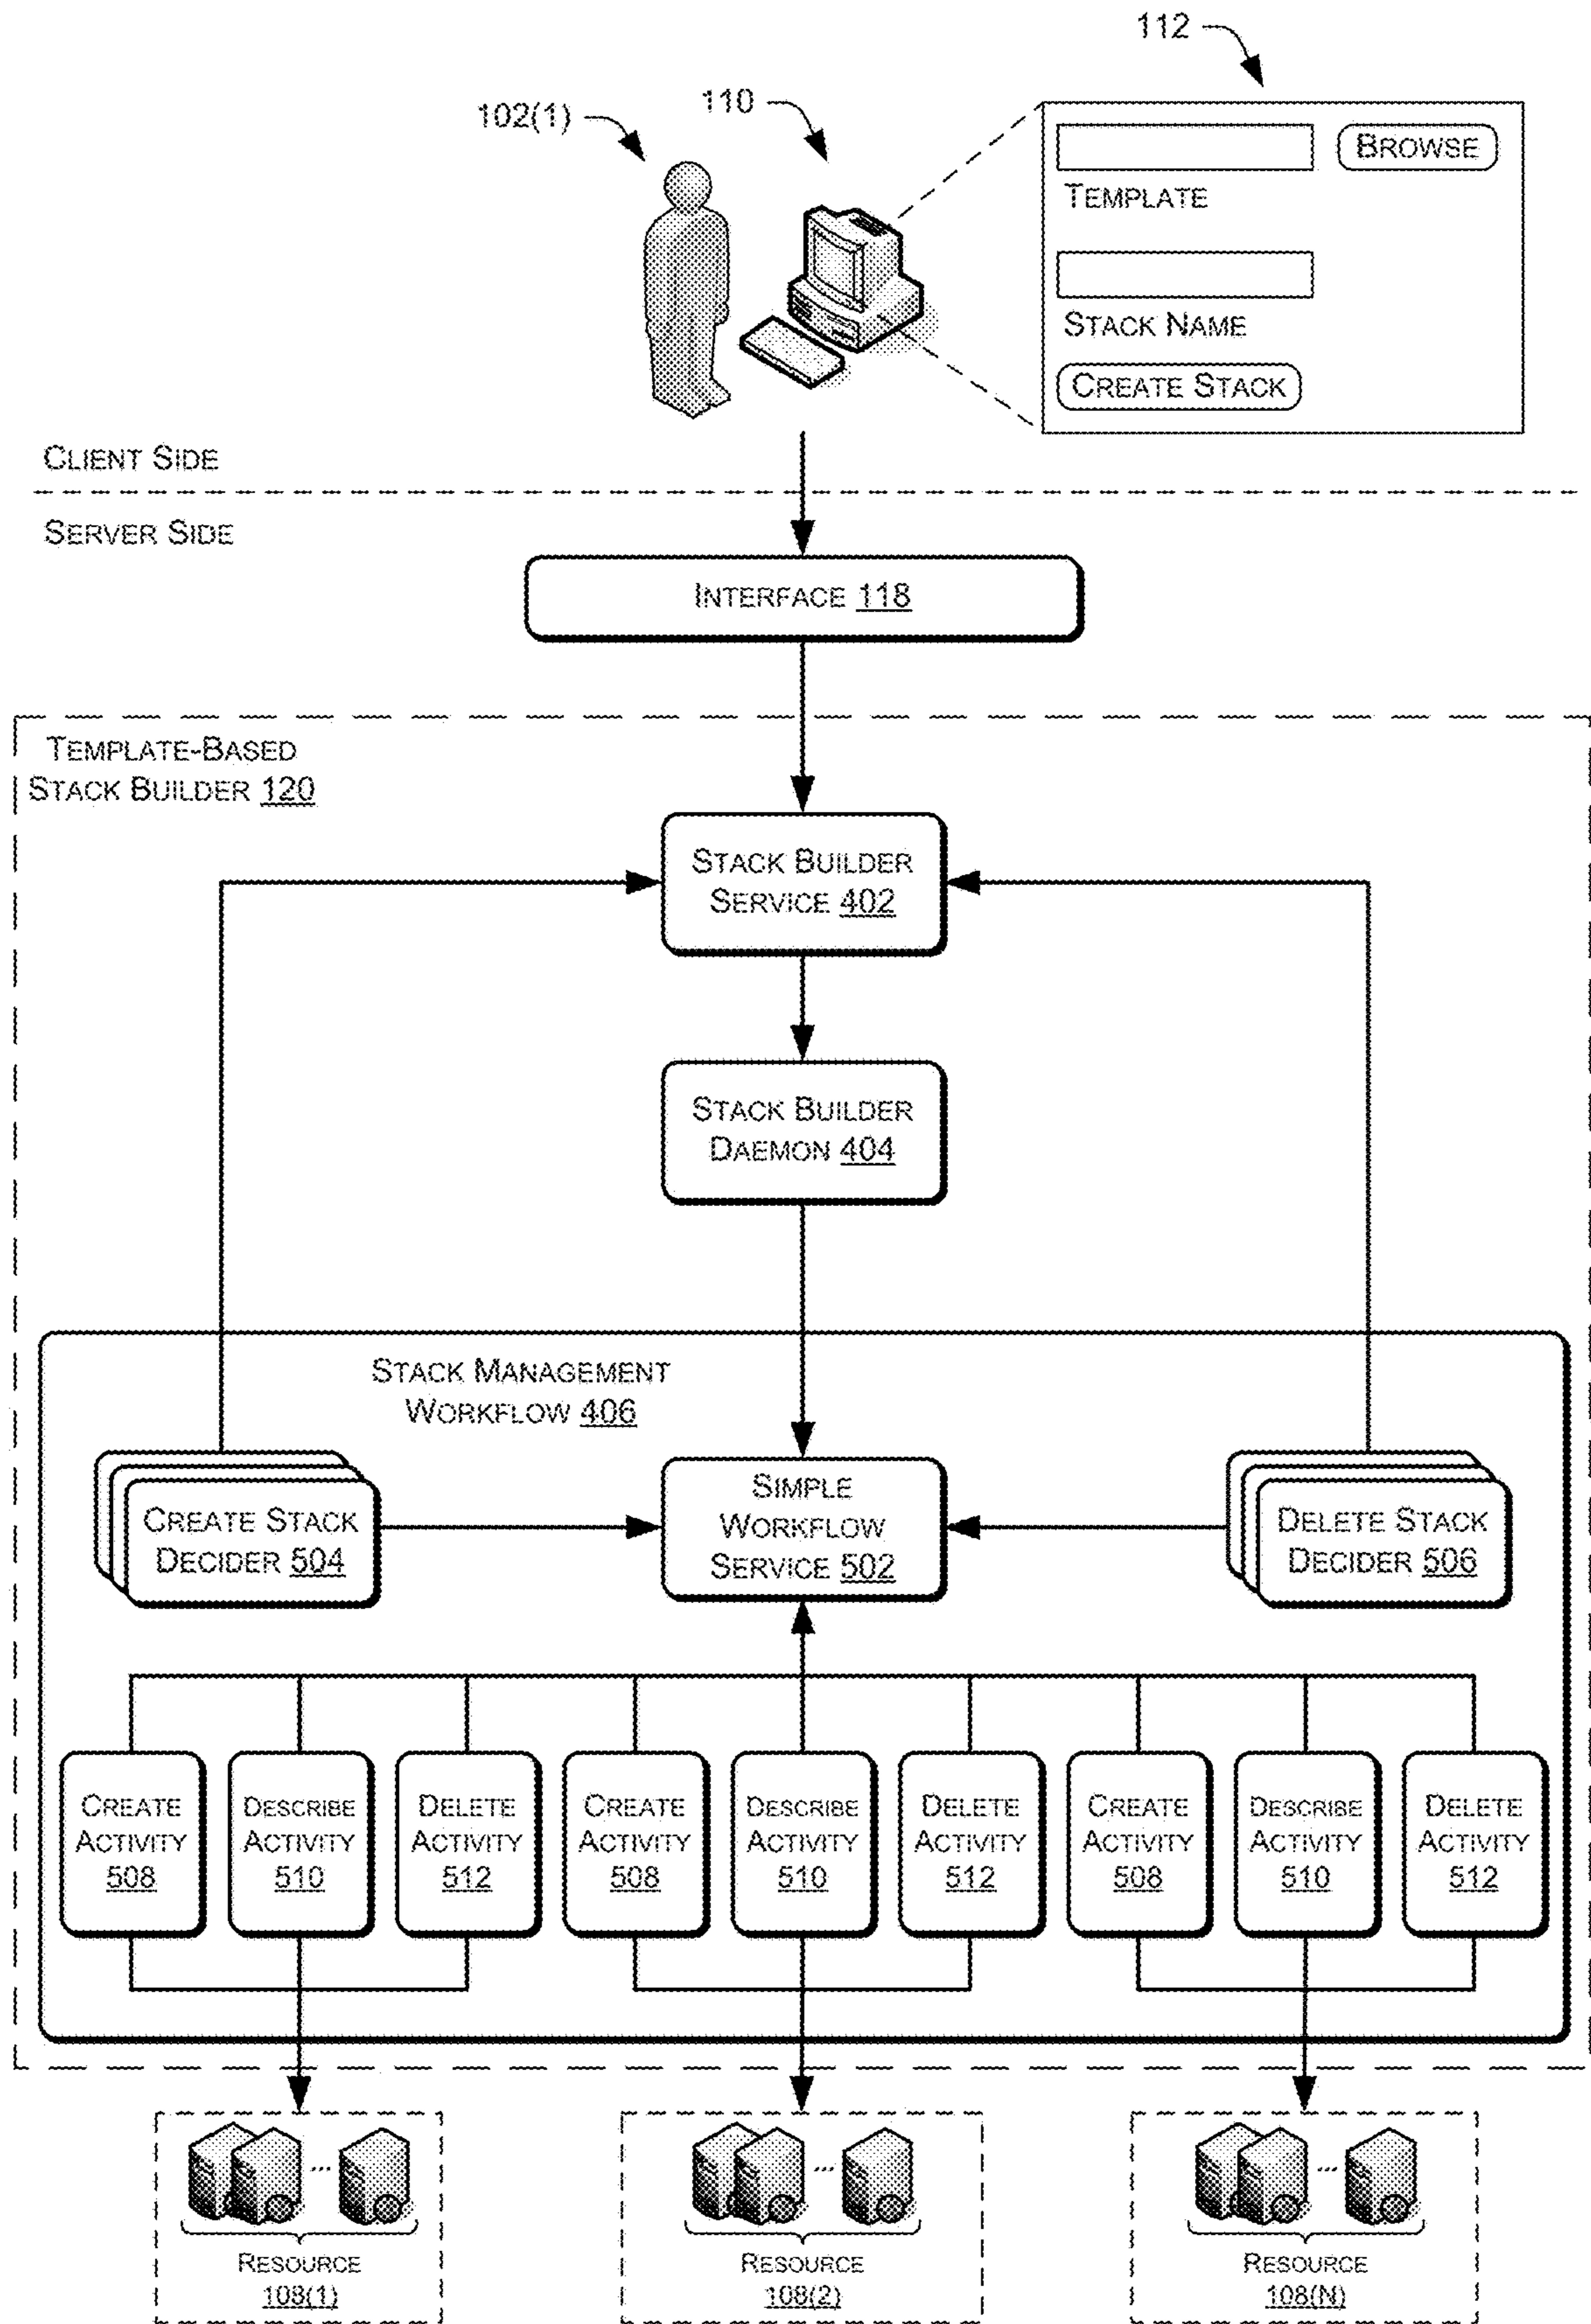 112
110
102(1)
BROWSE
TEMPLATE
STACK NAME
CREATE STACK
CLIENT SIDE
SERVER SIDE
INTERFACE 118
TEMPLATE-BASED
STACK BUILDER 120
STACK BUILDER
SERVICE 402
STACK BUILDER
DAEMON 404
STACK MANAGEMENT
WORKFLOW 406
CREATE STACK
DECIDER 504
SIMPLE
WORKFLOW
SERVICE 502
DELETE STACK
DECIDER 506
CREATE
ACTIVITY
508
DESCRIBE
ACTIVITY
510
DELETE
ACTIVITY
512
CREATE
ACTIVITY
508
DESCRIBE
ACTIVITY
510
DELETE
ACTIVITY
512
CREATE
ACTIVITY
508
DESCRIBE
ACTIVITY
510
DELETE
ACTIVITY
512
...
RESOURCE
108(1)
...
RESOURCE
108(2)
...
RESOURCE
108(N)